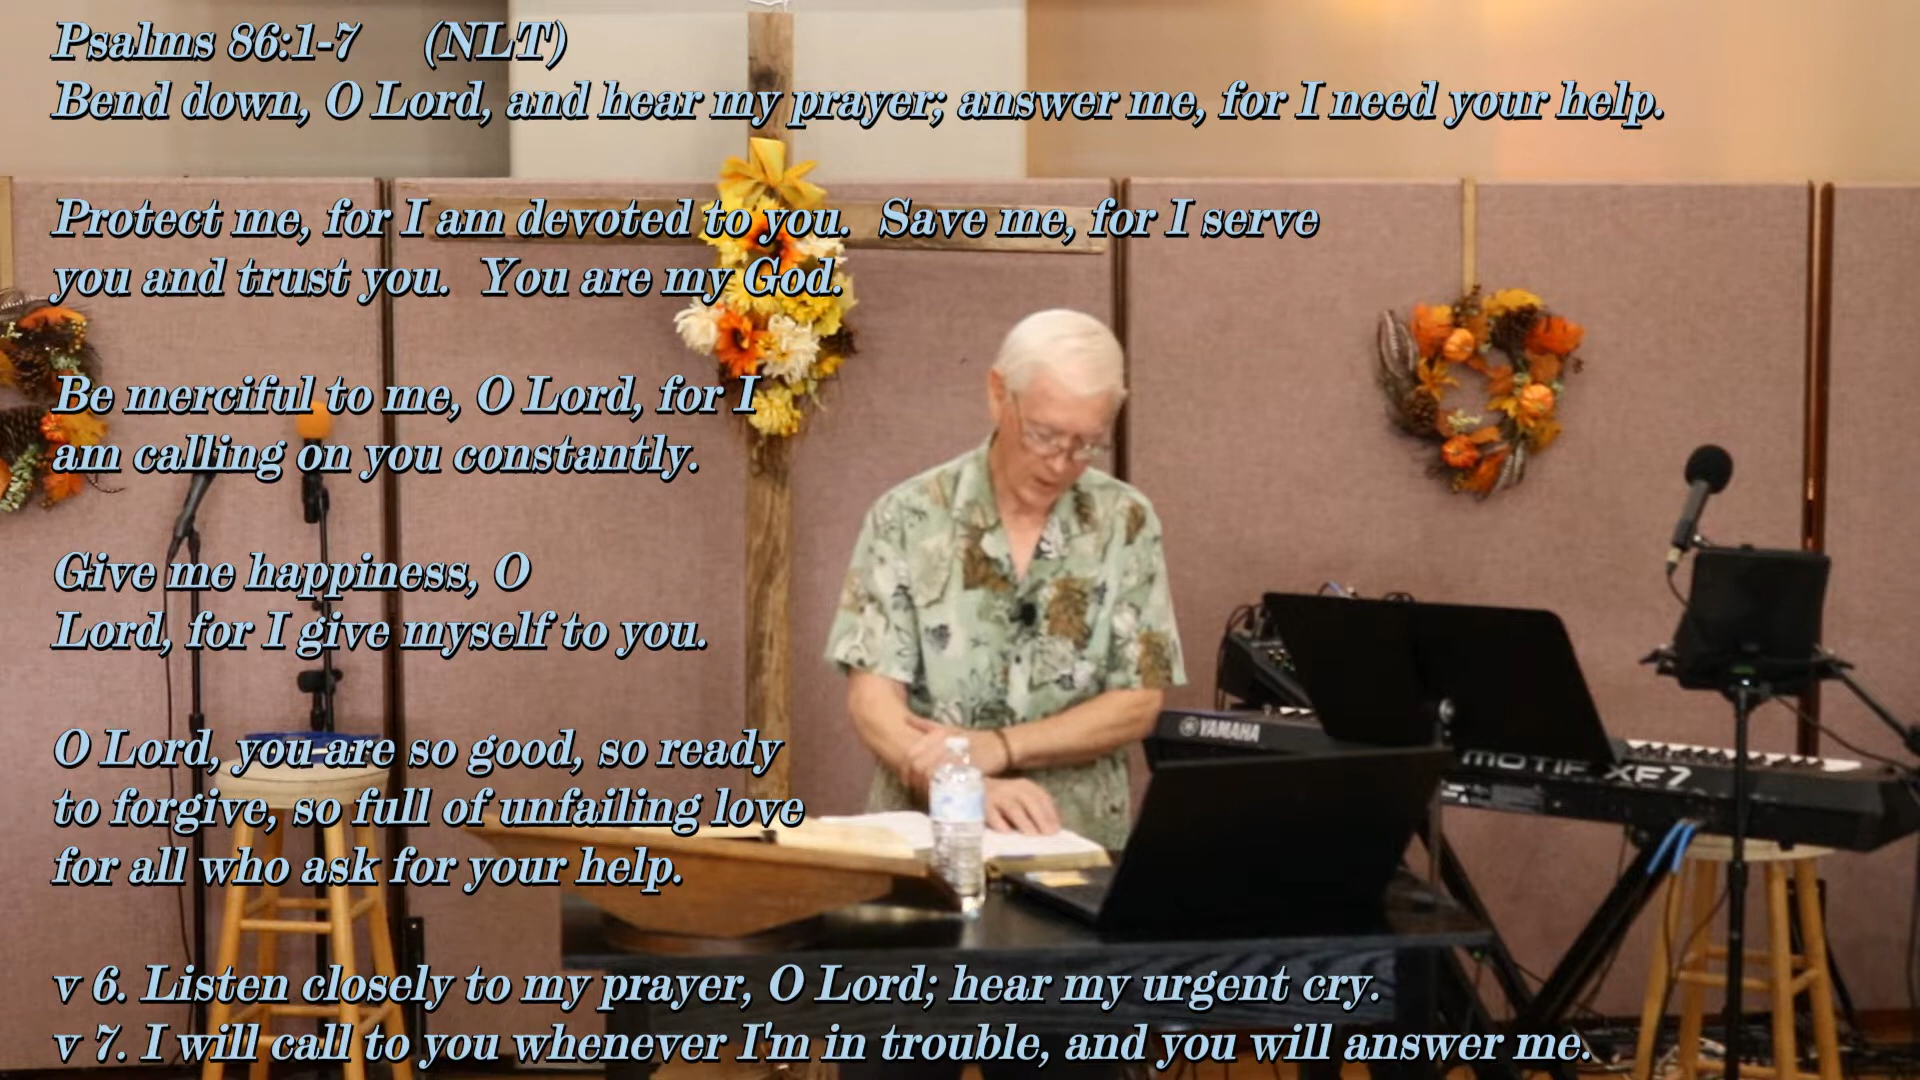 Psalms 86:1-7 (NLT)
Bend down, O Lord, and hear my prayer; answer me, for I need your help.
Protect me, for I am devoted to you. Save me, for I serve
you and trust you. You are my God.
Be merciful to me, O Lord, for I
am calling on you constantly.
Give me happiness, O
Lord, for I give myself to you.
O Lord, you are so good, so ready
to forgive, so full of unfailing love
for all who ask for your help.
v 6. Listen closely to my prayer, O Lord; hear my urgent cry.
v 7. I will call to you whenever I'm in trouble, and you will answer me.
YAMAHA
MOTIF XF7